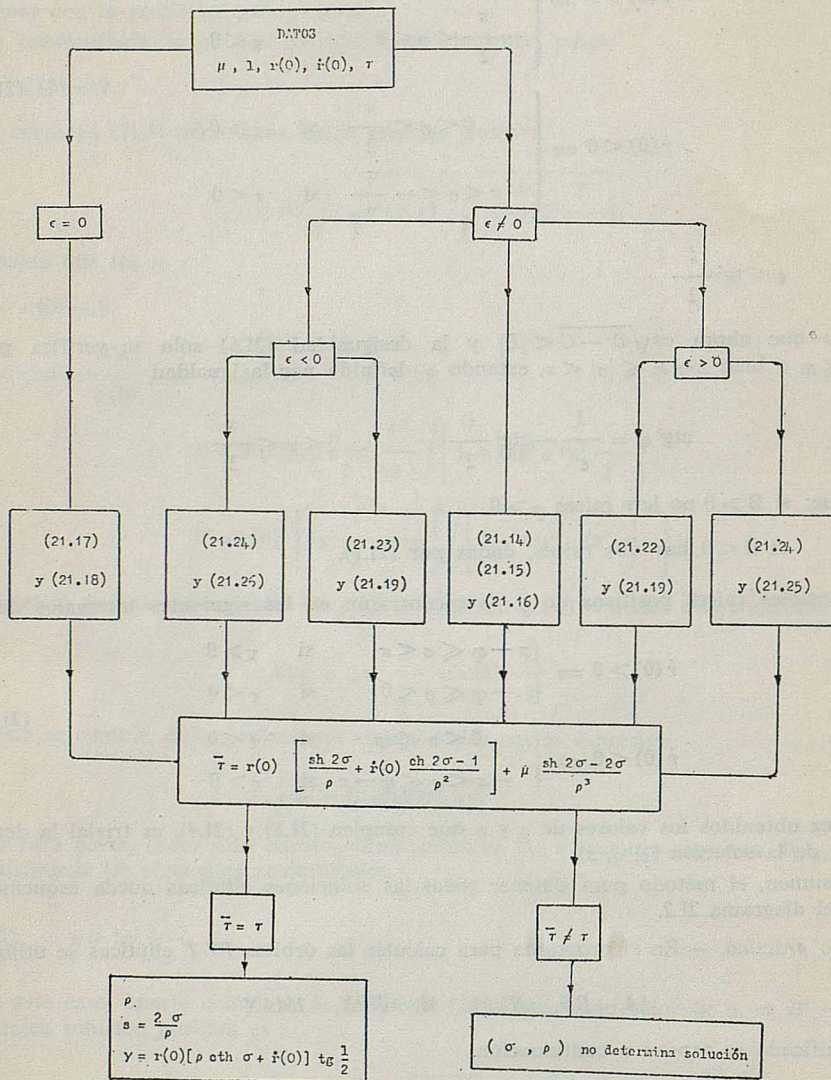 DATOS
μ , 1, r(0), ṙ(0), τ
ϵ = 0
ϵ ≠ 0
ϵ < 0
ϵ > 0
(21.17)
y (21.18)
(21.24)
y (21.25)
(21.23)
y (21.19)
(21.14)
(21.15)
y (21.16)
(21.22)
y (21.19)
(21.24)
y (21.25)
τ̄ = r(0) [ sh 2σ / ρ + ṙ(0) ch 2σ - 1 / ρ² ] + μ sh 2σ - 2σ / ρ³
τ̄ = τ
τ̄ ≠ τ
ρ
s = 2 σ / ρ
γ = r(0) [ ρ cth σ + ṙ(0) ] tg 1/2
( σ , ρ ) no determina solución